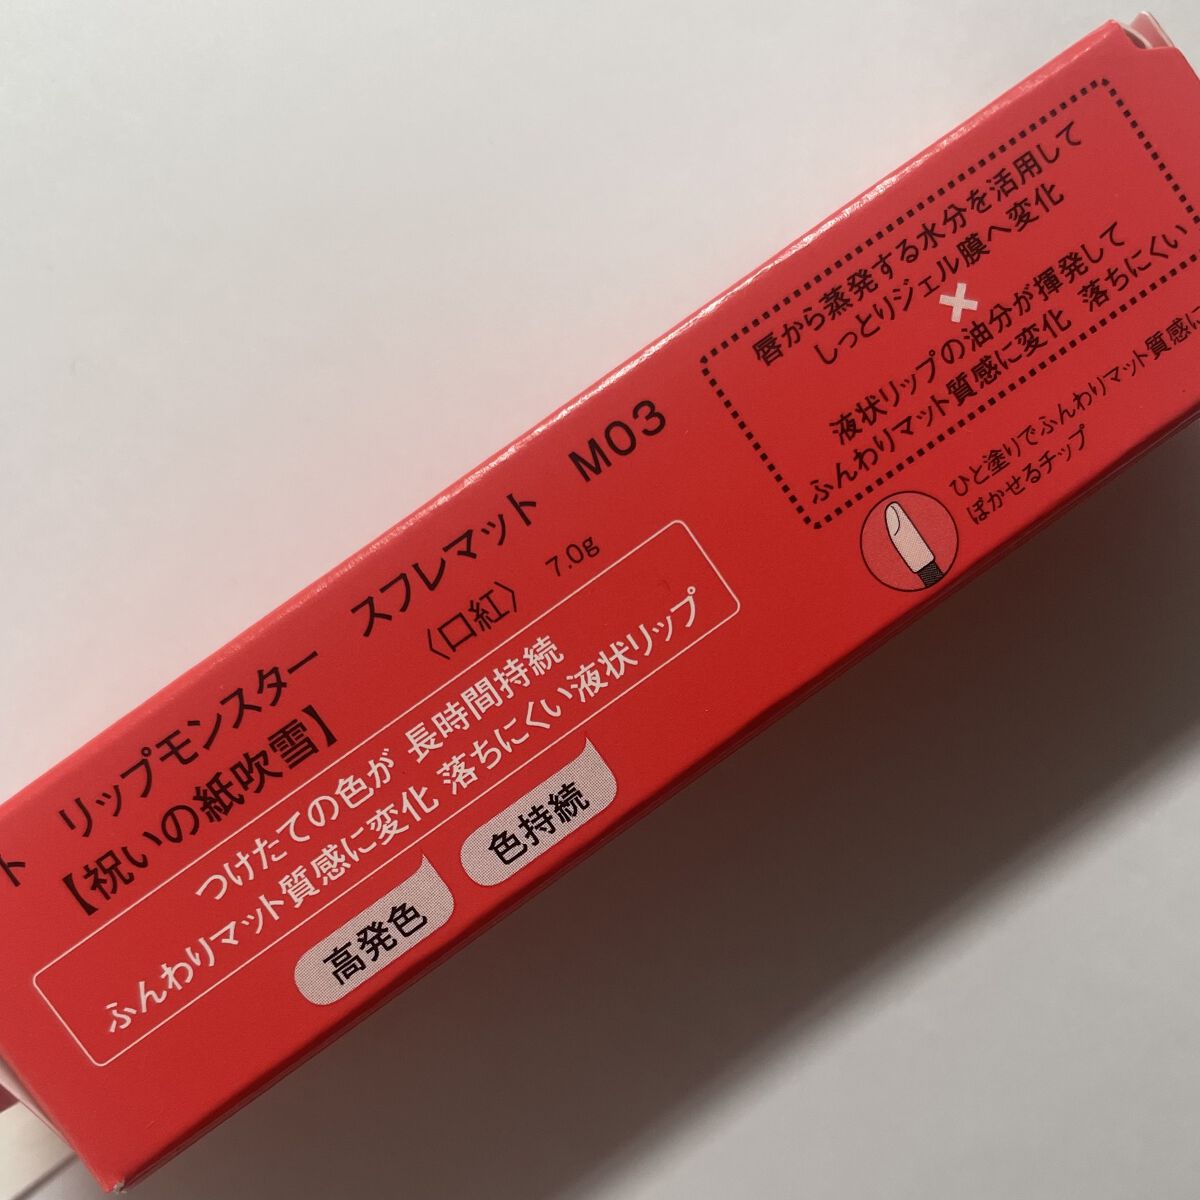 ト
リップモンスター スフレマット M03
【祝いの紙吹雪】
〈口紅〉 7.0g
つけたての色が 長時間持続
ふんわりマット質感に変化 落ちにくい液状リップ
高発色
色持続
唇から蒸発する水分を活用して
しっとりジェル膜へ変化
×
液状リップの油分が揮発して
ふんわりマット質感に変化 落ちにくい
ひと塗りでふんわりマット質感に
ぼかせるチップ